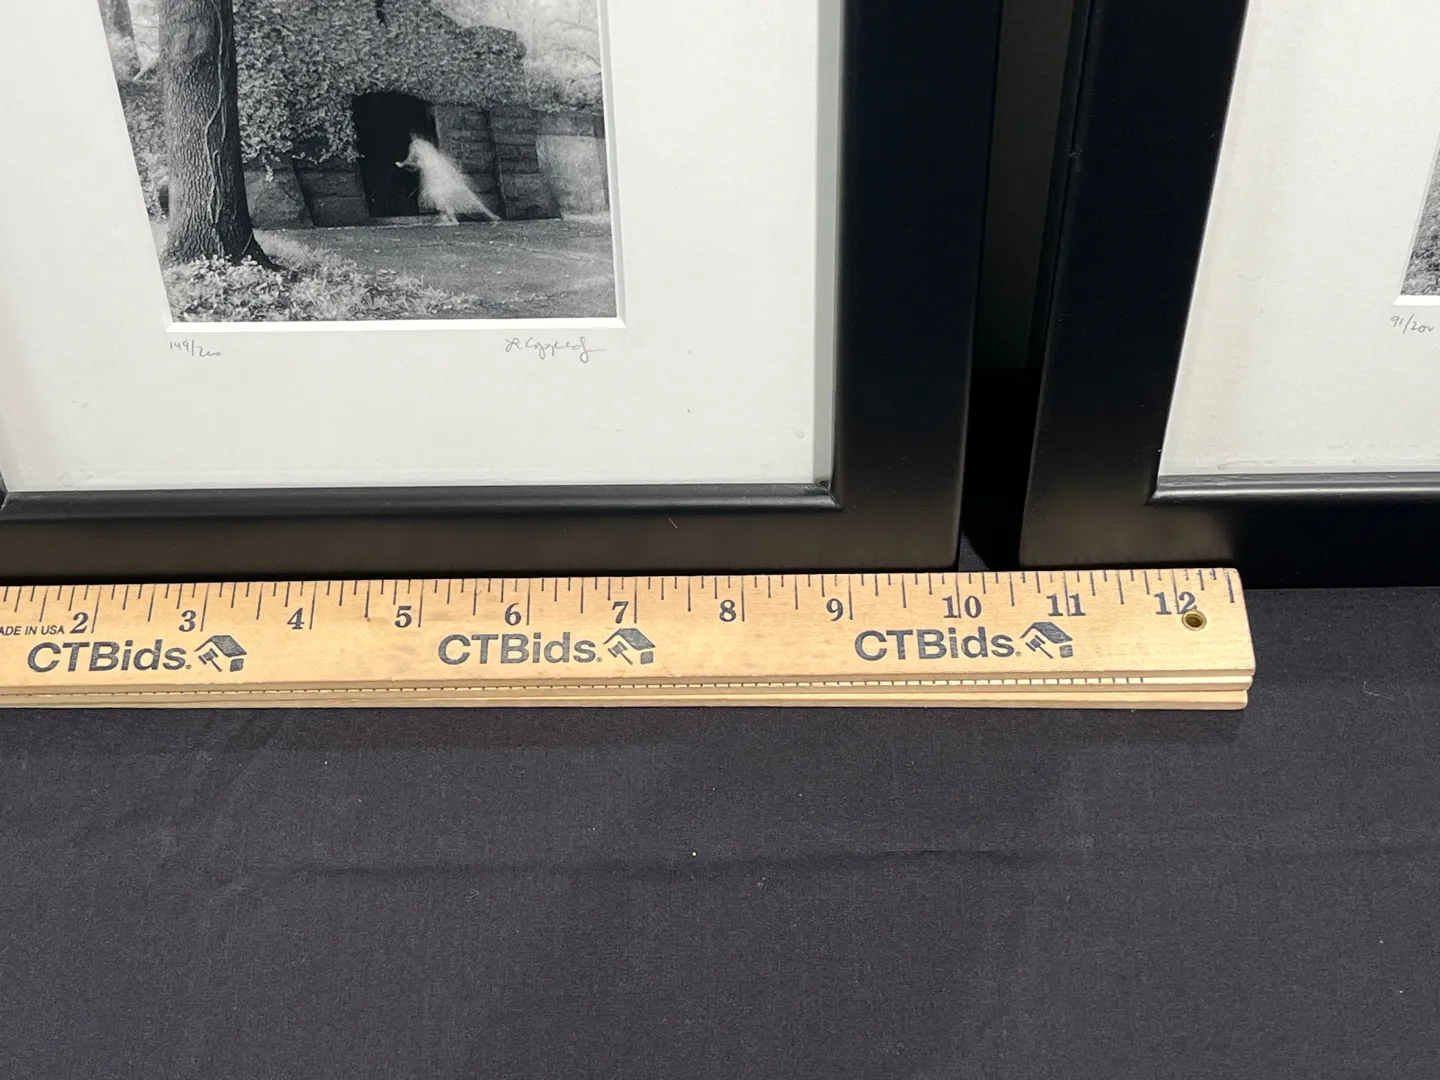 149/200
91/200
2 3 4 5 6 7 8 9 10 11 12
MADE IN USA
CTBids. CTBids. CTBids.